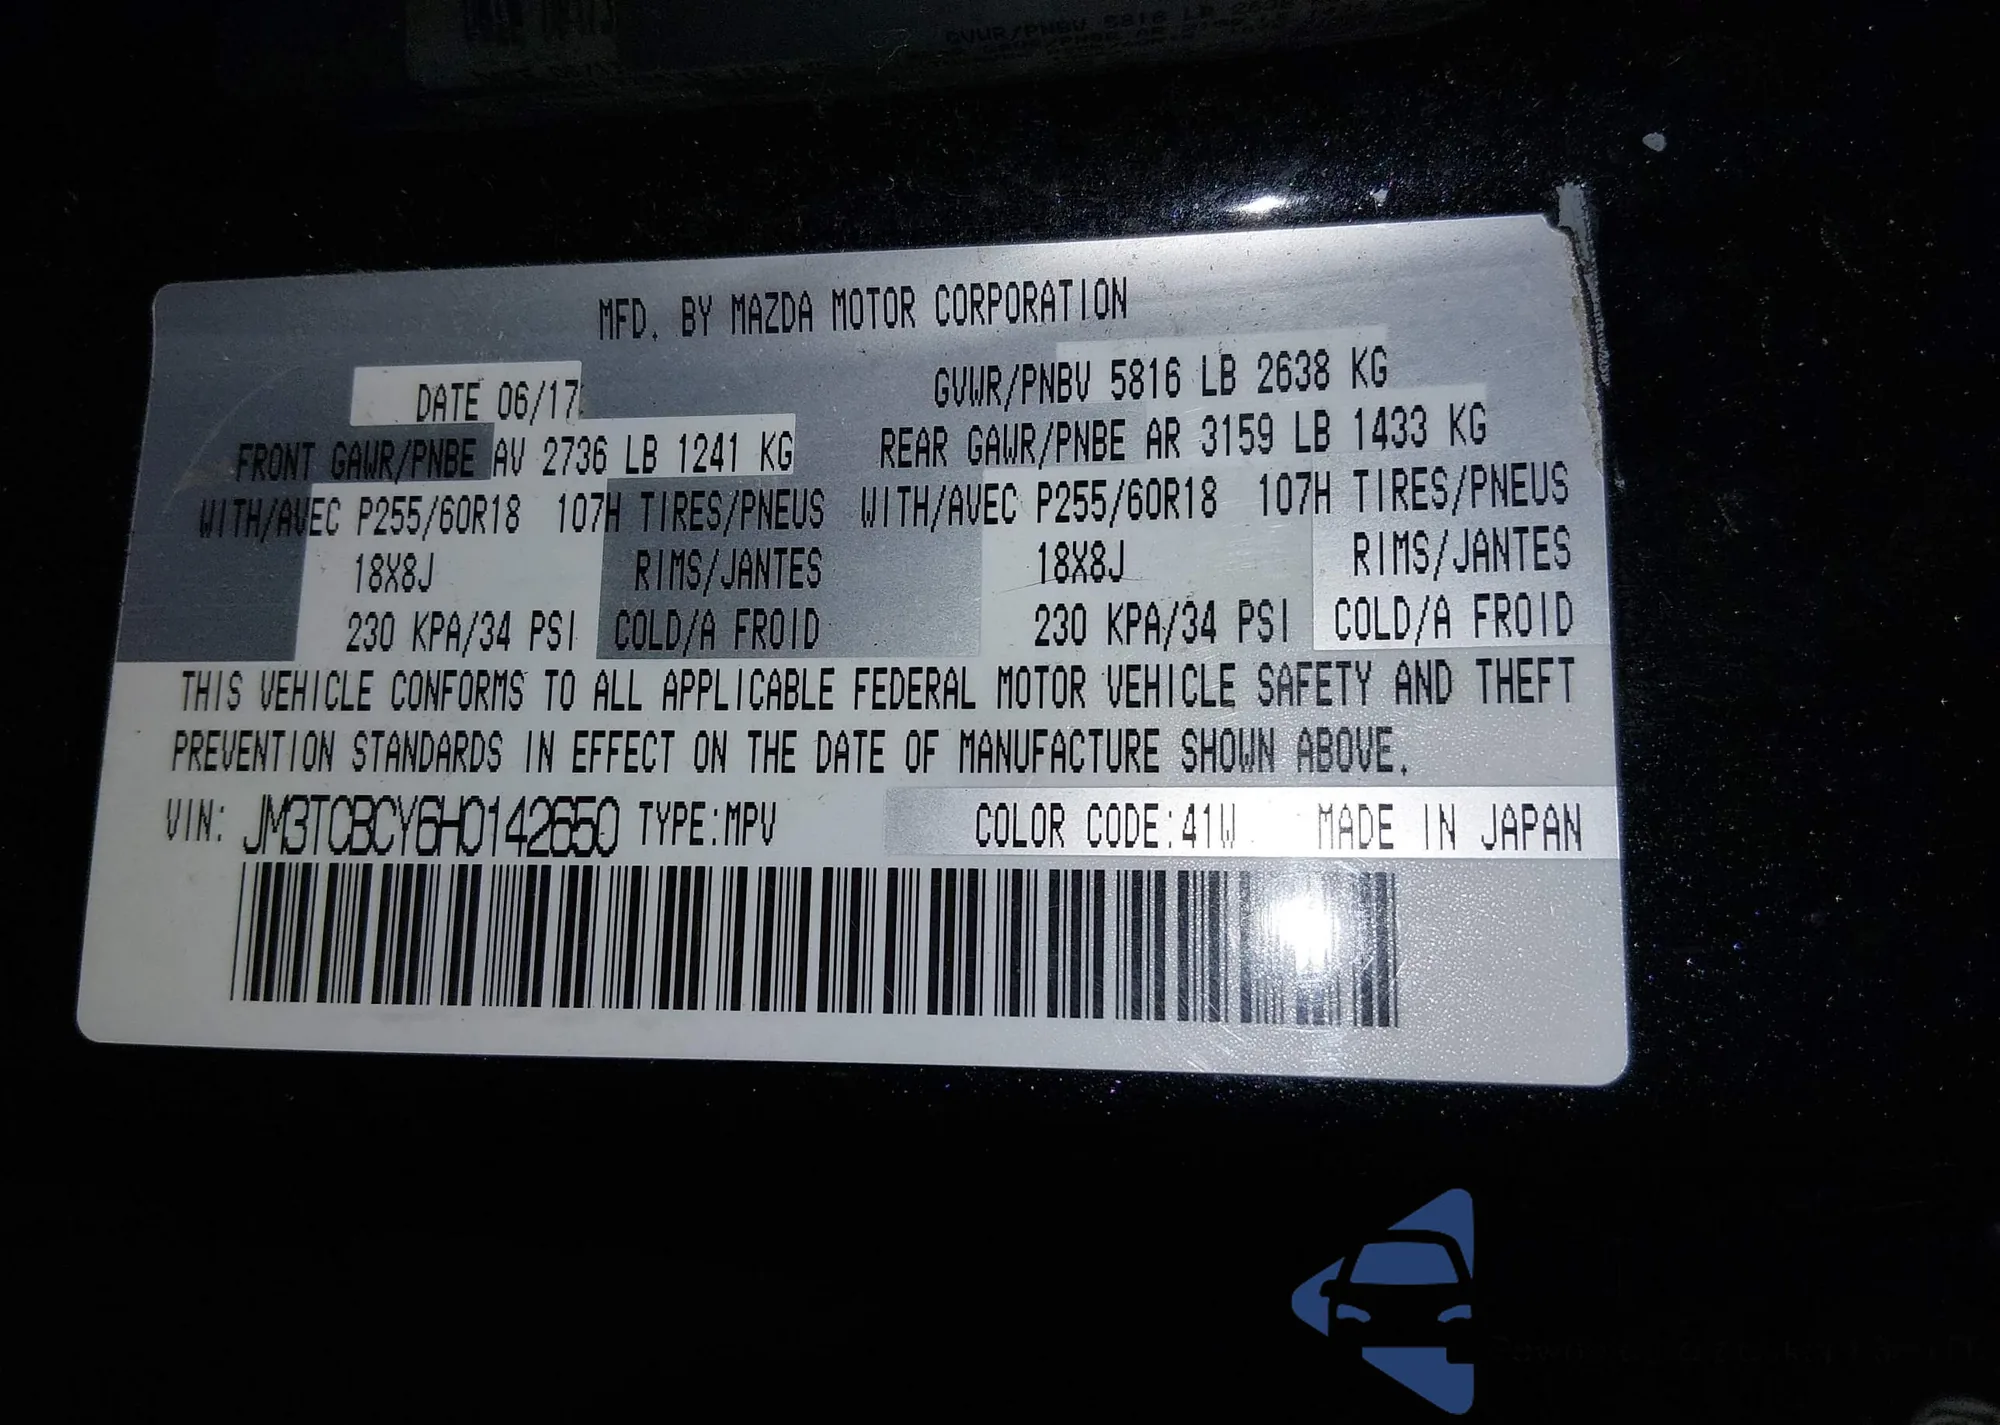 MFD. BY MAZDA MOTOR CORPORATION
DATE 06/17 GVWR/PNBV 5816 LB 2638 KG
FRONT GAWR/PNBE AV 2736 LB 1241 KG REAR GAWR/PNBE AR 3159 LB 1433 KG
WITH/AVEC P255/60R18 107H TIRES/PNEUS WITH/AVEC P255/60R18 107H TIRES/PNEUS
18X8J RIMS/JANTES 18X8J RIMS/JANTES
230 KPA/34 PSI COLD/A FROID 230 KPA/34 PSI COLD/A FROID
THIS VEHICLE CONFORMS TO ALL APPLICABLE FEDERAL MOTOR VEHICLE SAFETY AND THEFT
PREVENTION STANDARDS IN EFFECT ON THE DATE OF MANUFACTURE SHOWN ABOVE.
VIN: JM3TCBCY6H0142650 TYPE:MPV COLOR CODE:41W MADE IN JAPAN